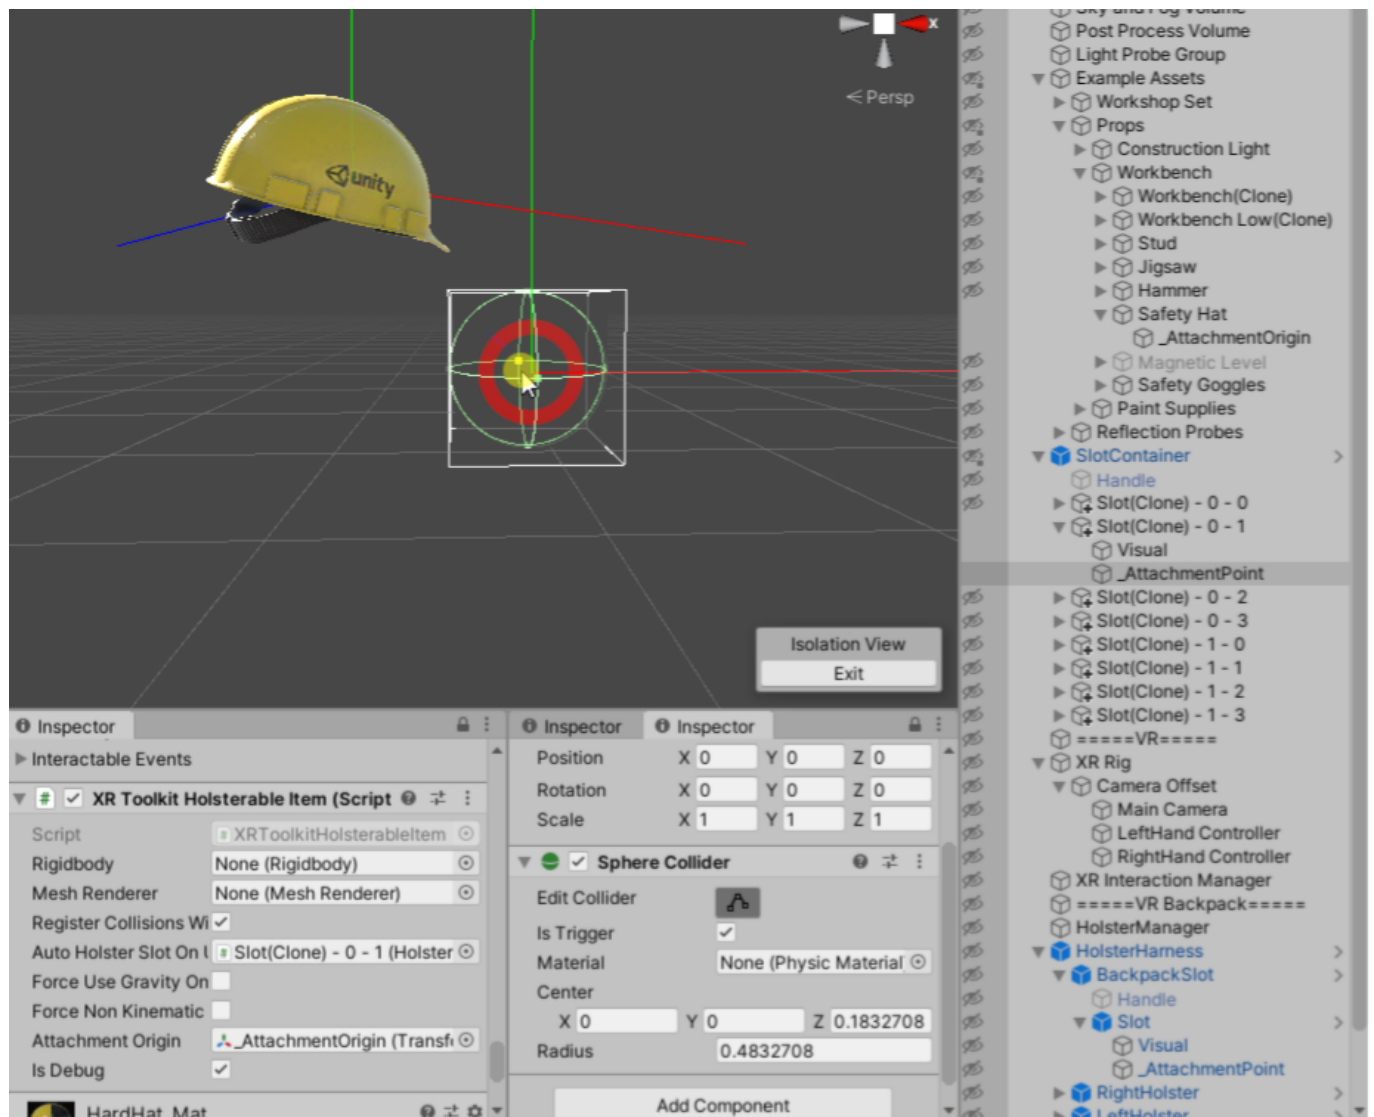 Sky and Fog Volume
Post Process Volume
Light Probe Group
Example Assets
Workshop Set
Props
Construction Light
Workbench
Workbench(Clone)
Workbench Low(Clone)
Stud
Jigsaw
Hammer
Safety Hat
_AttachmentOrigin
Magnetic Level
Safety Goggles
Paint Supplies
Reflection Probes
SlotContainer
Handle
Slot(Clone) - 0 - 0
Slot(Clone) - 0 - 1
Visual
_AttachmentPoint
Slot(Clone) - 0 - 2
Slot(Clone) - 0 - 3
Slot(Clone) - 1 - 0
Slot(Clone) - 1 - 1
Slot(Clone) - 1 - 2
Slot(Clone) - 1 - 3
=====VR=====
XR Rig
Camera Offset
Main Camera
LeftHand Controller
RightHand Controller
XR Interaction Manager
=====VR Backpack=====
HolsterManager
HolsterHarness
BackpackSlot
Handle
Slot
Visual
_AttachmentPoint
RightHolster
LeftHolster
x
< Persp
unity
Isolation View
Exit
Inspector
Interactable Events
# XR Toolkit Holsterable Item (Script
Script # XRToolkitHolsterableItem
Rigidbody None (Rigidbody)
Mesh Renderer None (Mesh Renderer)
Register Collisions Wi
Auto Holster Slot On U # Slot(Clone) - 0 - 1 (Holster
Force Use Gravity On
Force Non Kinematic
Attachment Origin _AttachmentOrigin (Transfo
Is Debug
HardHat_Mat
Inspector Inspector
Position X 0 Y 0 Z 0
Rotation X 0 Y 0 Z 0
Scale X 1 Y 1 Z 1
Sphere Collider
Edit Collider
Is Trigger
Material None (Physic Material)
Center
X 0 Y 0 Z 0.1832708
Radius 0.4832708
Add Component